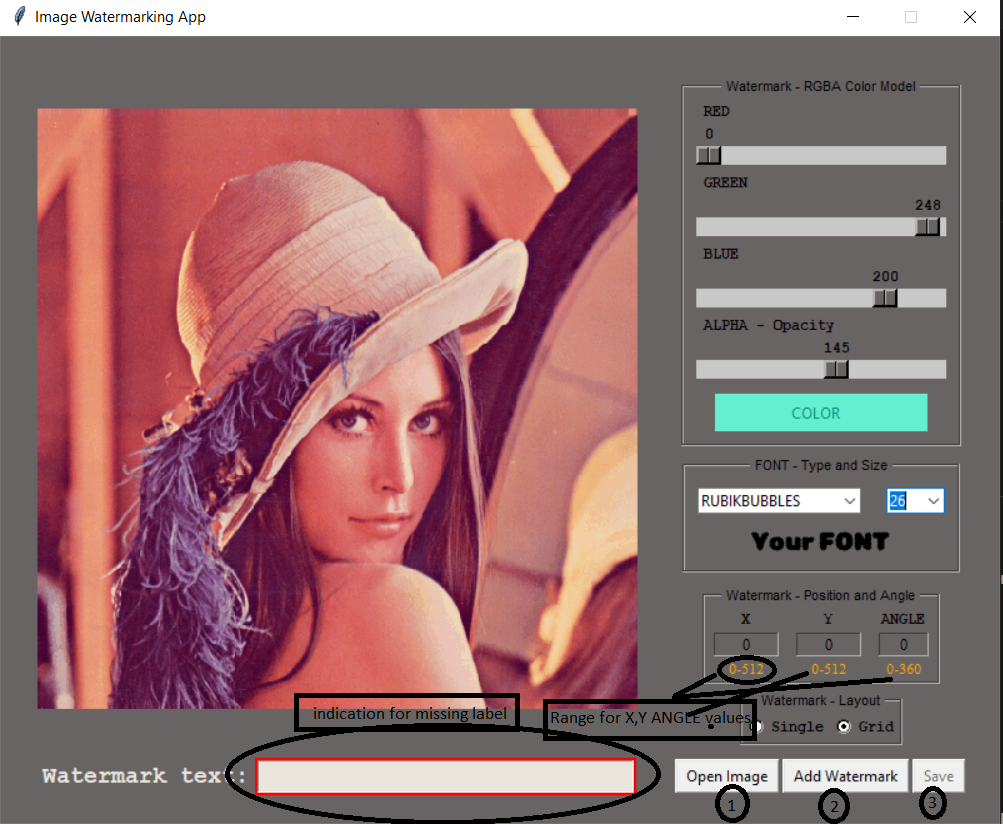 Image Watermarking App
Watermark - RGBA Color Model
RED
0
GREEN
248
BLUE
200
ALPHA - Opacity
145
COLOR
FONT - Type and Size
RUBIKBUBBLES 26
Your FONT
Watermark - Position and Angle
X Y ANGLE
0 0 0
0-512 0-512 0-360
indication for missing label
Range for X,Y ANGLE values
Watermark - Layout
Single Grid
Watermark text:
Open Image Add Watermark Save
1 2 3